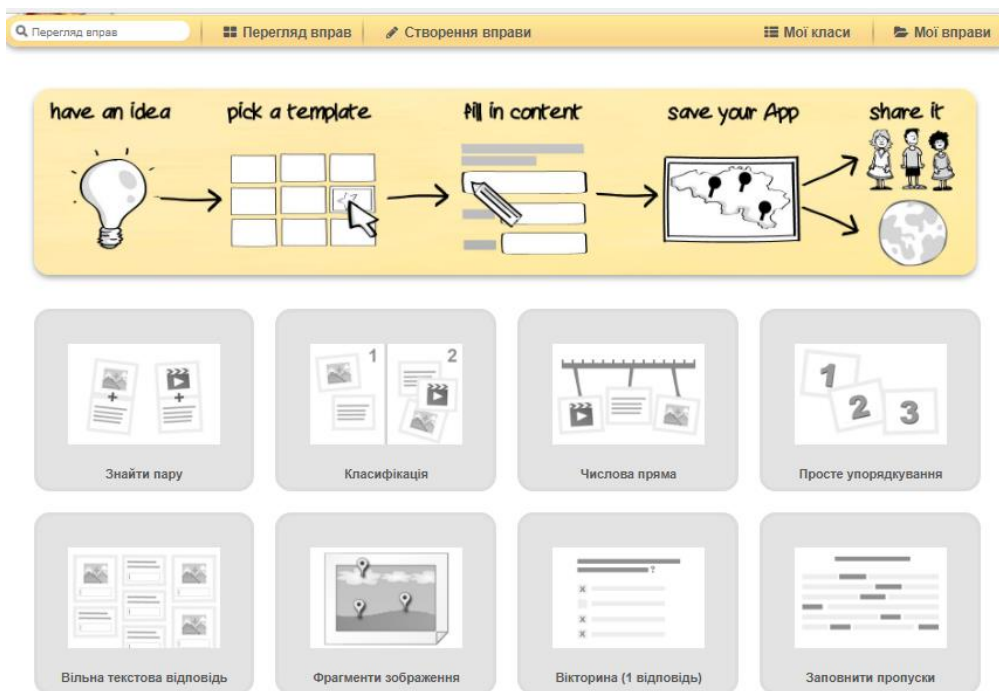 Перегляд вправ Перегляд вправ Створення вправи Мої класи Мої вправи
have an idea pick a template fill in content save your App share it
1 2 1 2 3
Знайти пару Класифікація Числова пряма Просте упорядкування
?
x
x
x
Вільна текстова відповідь Фрагменти зображення Вікторина (1 відповідь) Заповнити пропуски